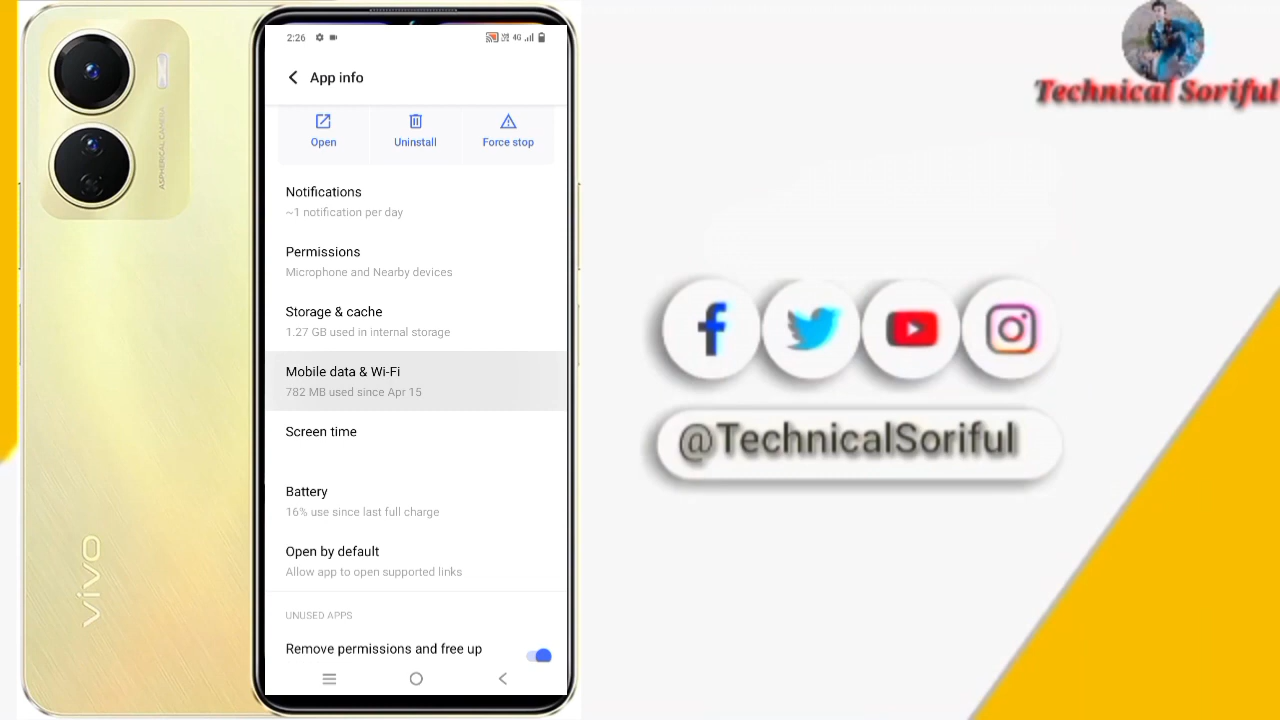 ASPHERICAL CAMERA
vivo
2:26
4G
App info
Open
Uninstall
Force stop
Notifications
~1 notification per day
Permissions
Microphone and Nearby devices
Storage & cache
1.27 GB used in internal storage
Mobile data & Wi-Fi
782 MB used since Apr 15
Screen time
Battery
16% use since last full charge
Open by default
Allow app to open supported links
UNUSED APPS
Remove permissions and free up
Technical Soriful
@TechnicalSoriful